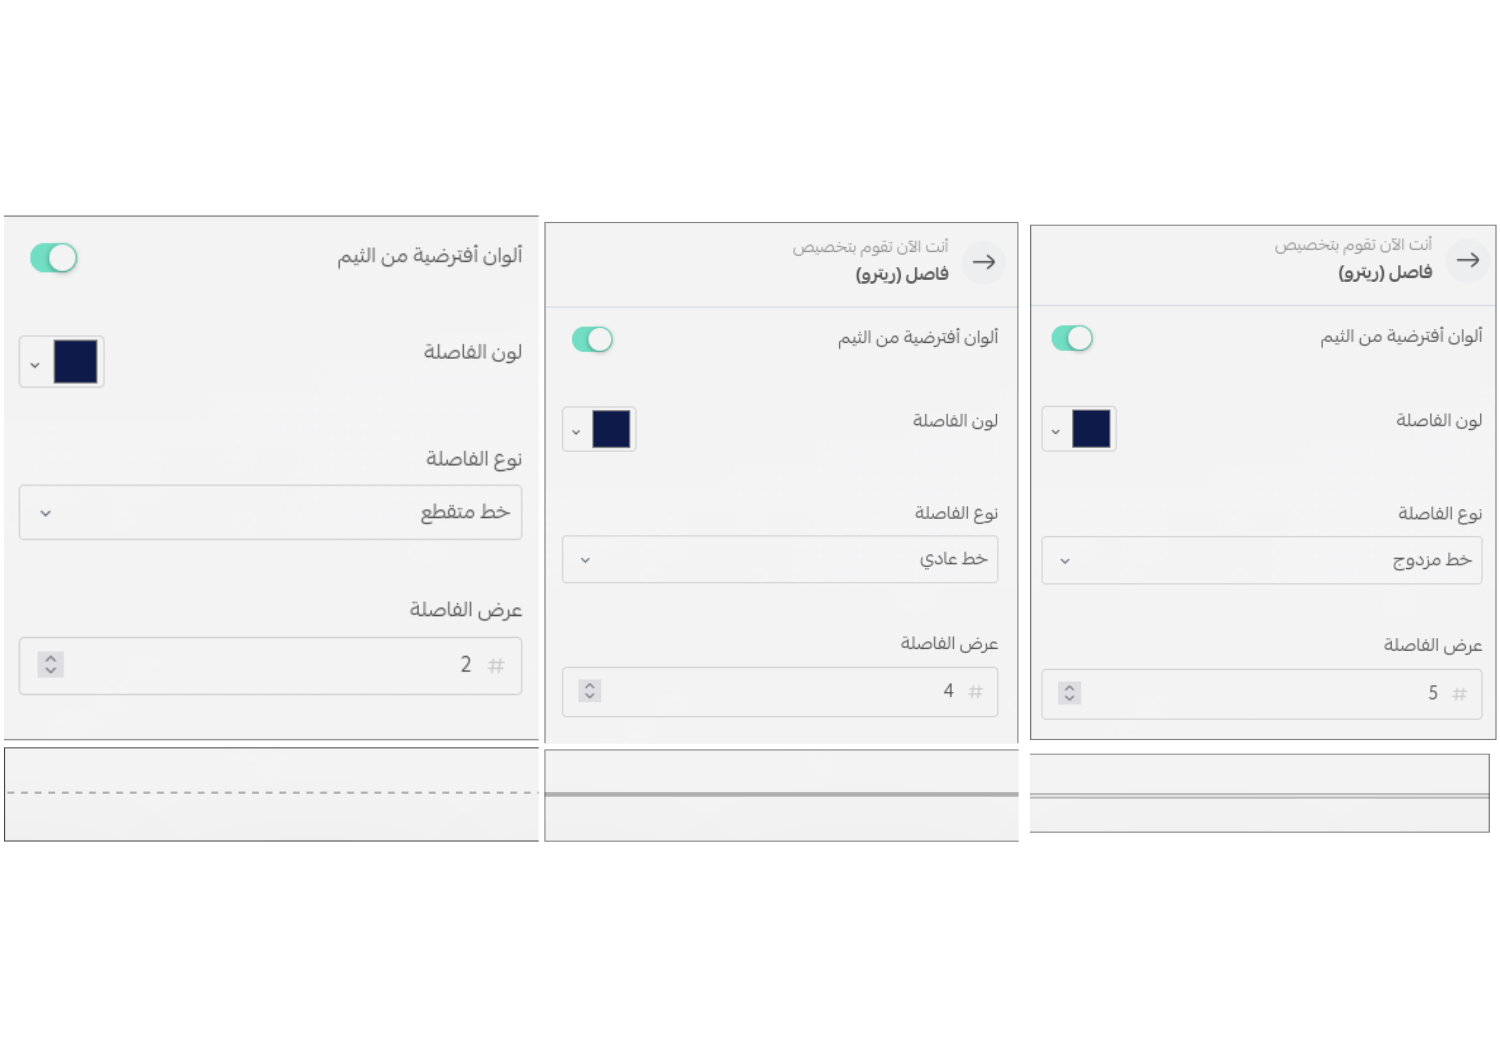 أنت الآن تقوم بتخصيص
فاصل (ريترو)
ألوان أفترضية من الثيم
لون الفاصلة
نوع الفاصلة
خط مزدوج
عرض الفاصلة
# 5
أنت الآن تقوم بتخصيص
فاصل (ريترو)
ألوان أفترضية من الثيم
لون الفاصلة
نوع الفاصلة
خط عادي
عرض الفاصلة
# 4
ألوان أفترضية من الثيم
لون الفاصلة
نوع الفاصلة
خط متقطع
عرض الفاصلة
# 2